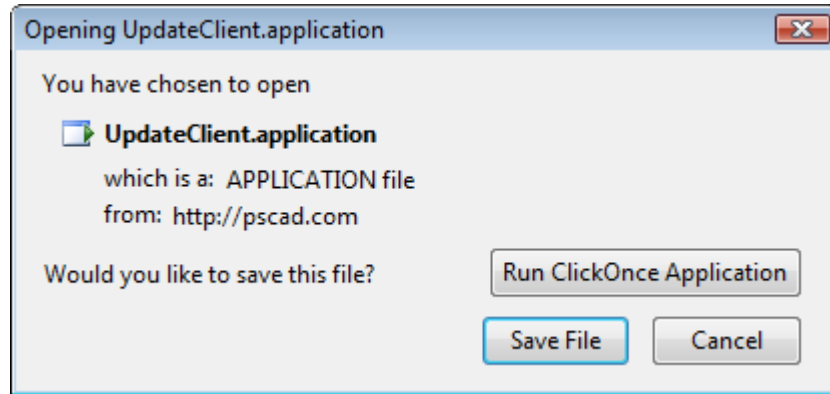 Opening UpdateClient.application
You have chosen to open
UpdateClient.application
which is a: APPLICATION file
from: http://pscad.com
Would you like to save this file?
Run ClickOnce Application
Save File
Cancel